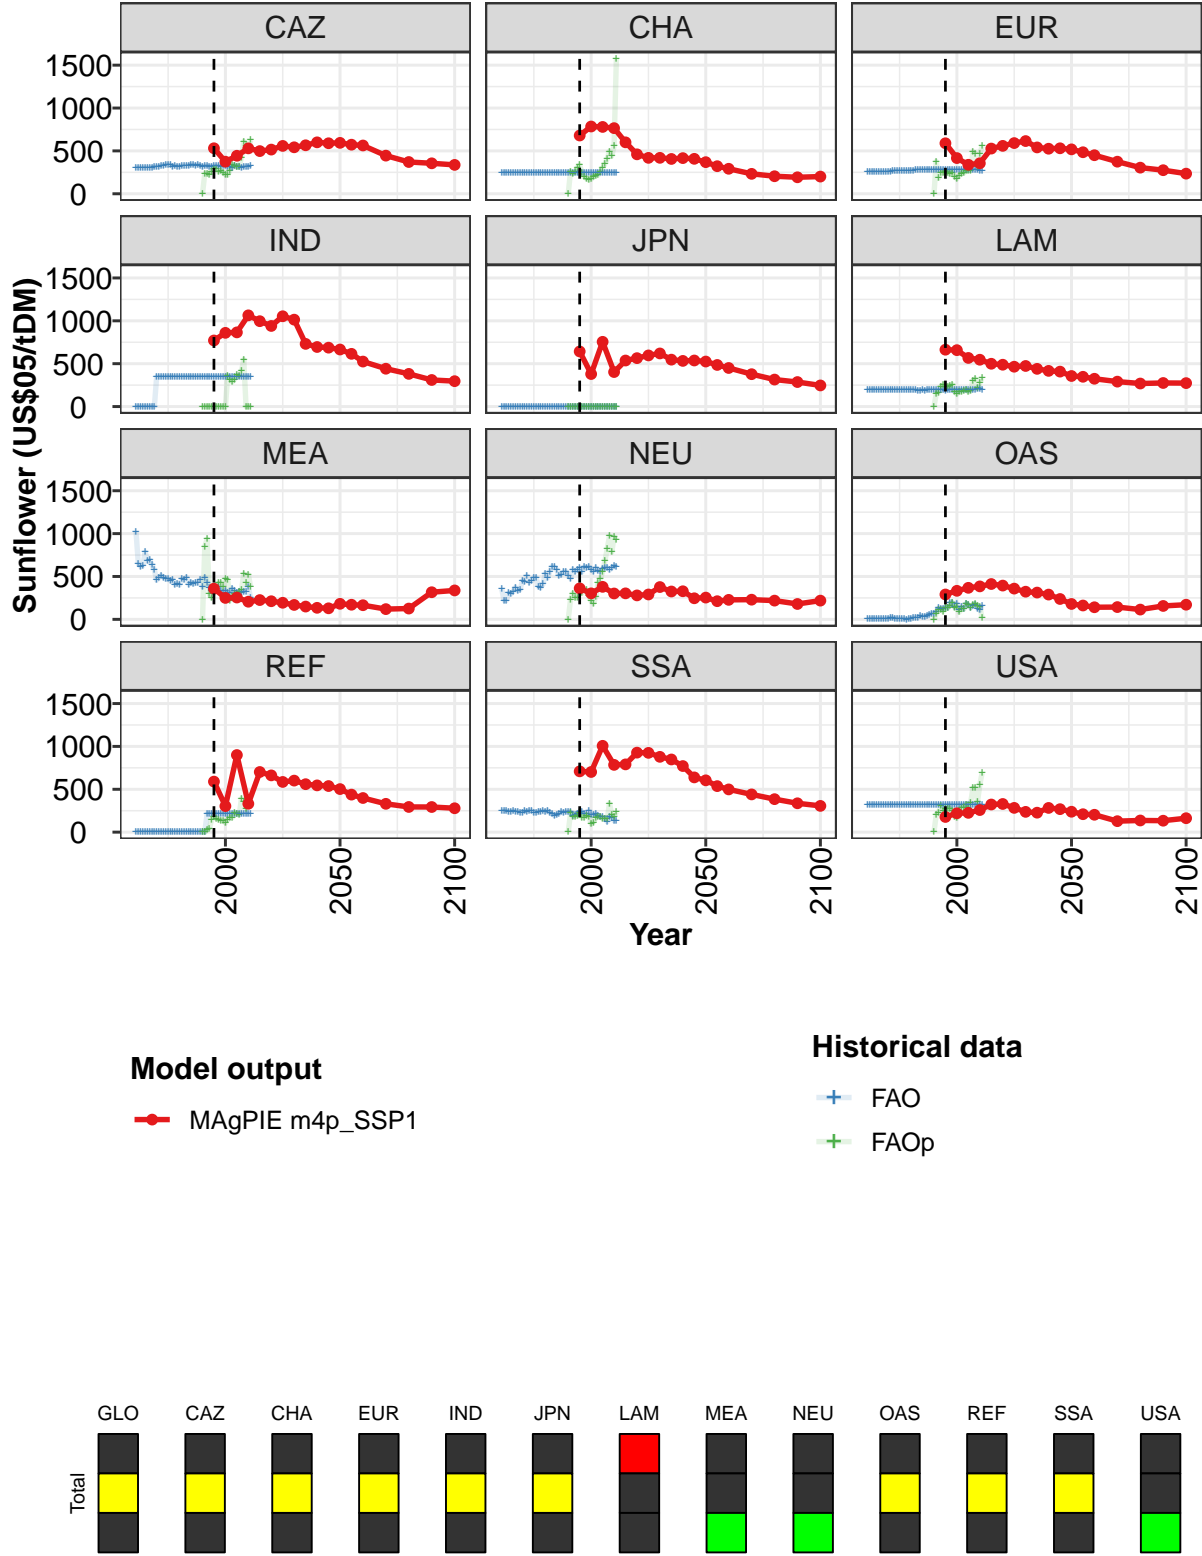 CAZ
CHA
EUR
1500
1000
500
0
IND
JPN
LAM
1500
1000
500
0
MEA
NEU
OAS
1500
1000
500
0
REF
SSA
USA
1500
1000
500
0
Sunflower (US$05/tDM)
2000 2050 2100
2000 2050 2100
2000 2050 2100
Year
Model output
MAgPIE m4p_SSP1
Historical data
FAO
FAOp
GLO CAZ CHA EUR IND JPN LAM MEA NEU OAS REF SSA USA
Total